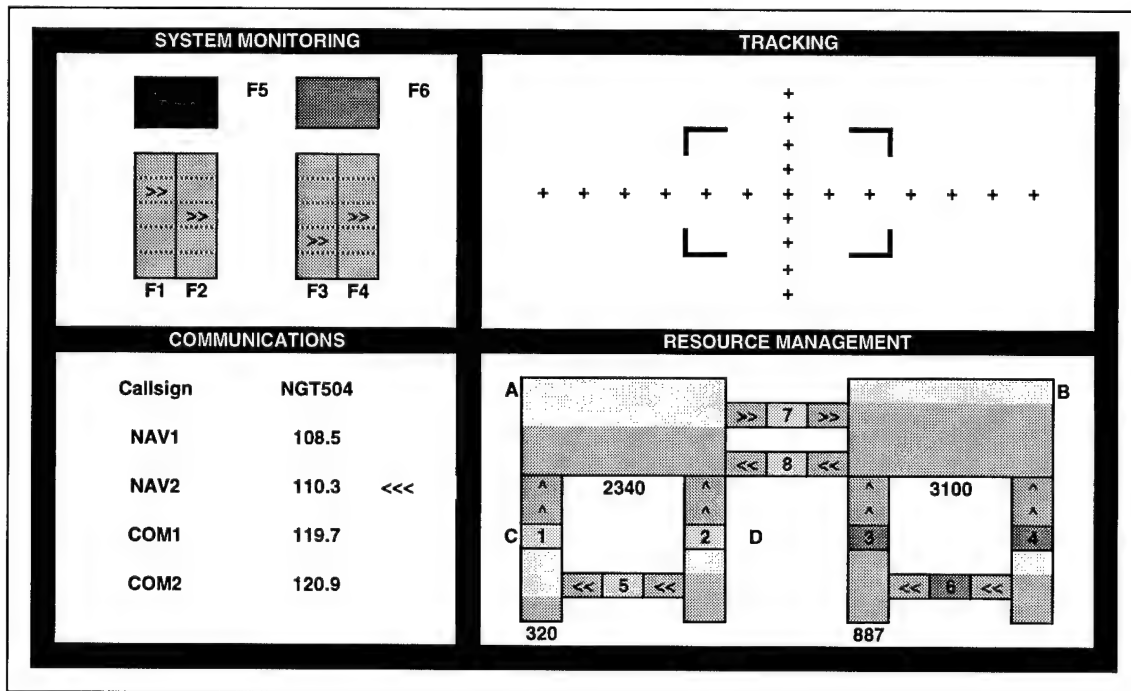 SYSTEM MONITORING
F5
F6
>>
>>
>>
>>
F1 F2
F3 F4
TRACKING
COMMUNICATIONS
Callsign NGT504
NAV1 108.5
NAV2 110.3 <<<
COM1 119.7
COM2 120.9
RESOURCE MANAGEMENT
A
B
>> 7 >>
<< 8 <<
2340
3100
C 1 2 D 3 4
<< 5 <<
<< 6 <<
320
887